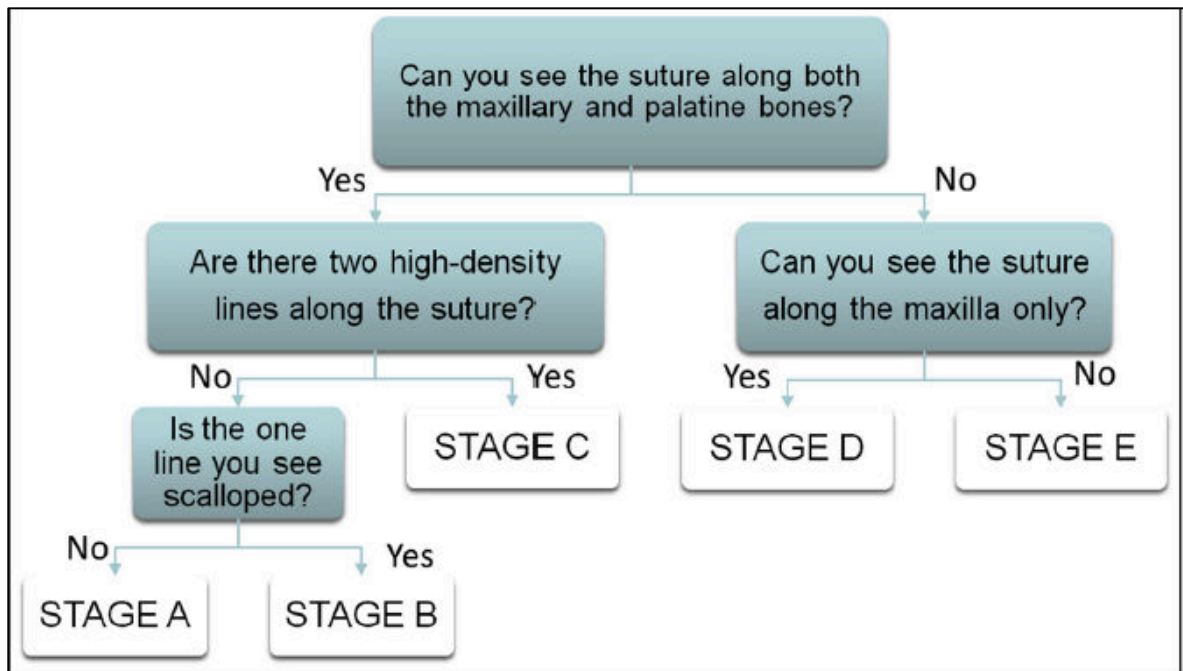 Can you see the suture along both
the maxillary and palatine bones?
Yes
No
Are there two high-density
lines along the suture?
Can you see the suture
along the maxilla only?
No
Yes
Yes
No
Is the one
line you see
scalloped?
STAGE C
STAGE D
STAGE E
No
Yes
STAGE A
STAGE B